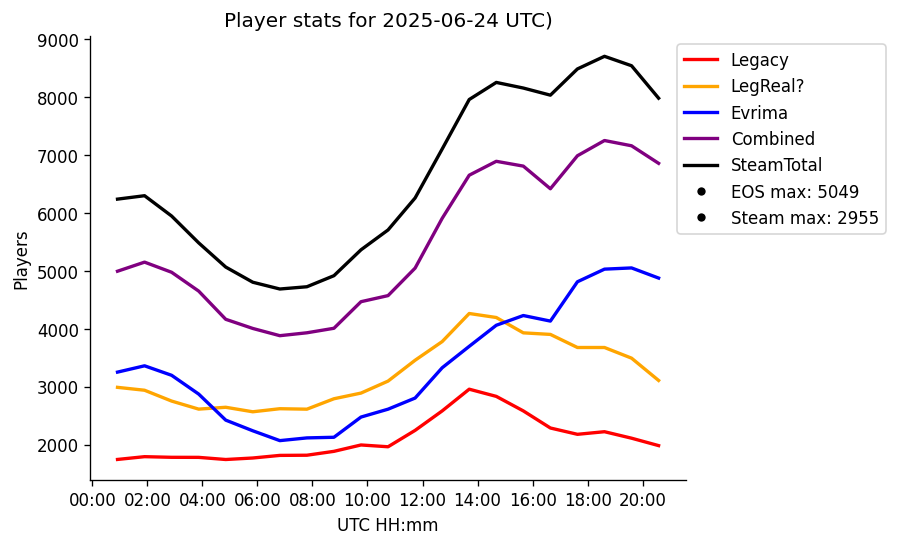 Player stats for 2025-06-24 UTC)
9000
8000
7000
6000
5000
4000
3000
2000
Players
00:00 02:00 04:00 06:00 08:00 10:00 12:00 14:00 16:00 18:00 20:00
UTC HH:mm
Legacy
LegReal?
Evrima
Combined
SteamTotal
EOS max: 5049
Steam max: 2955